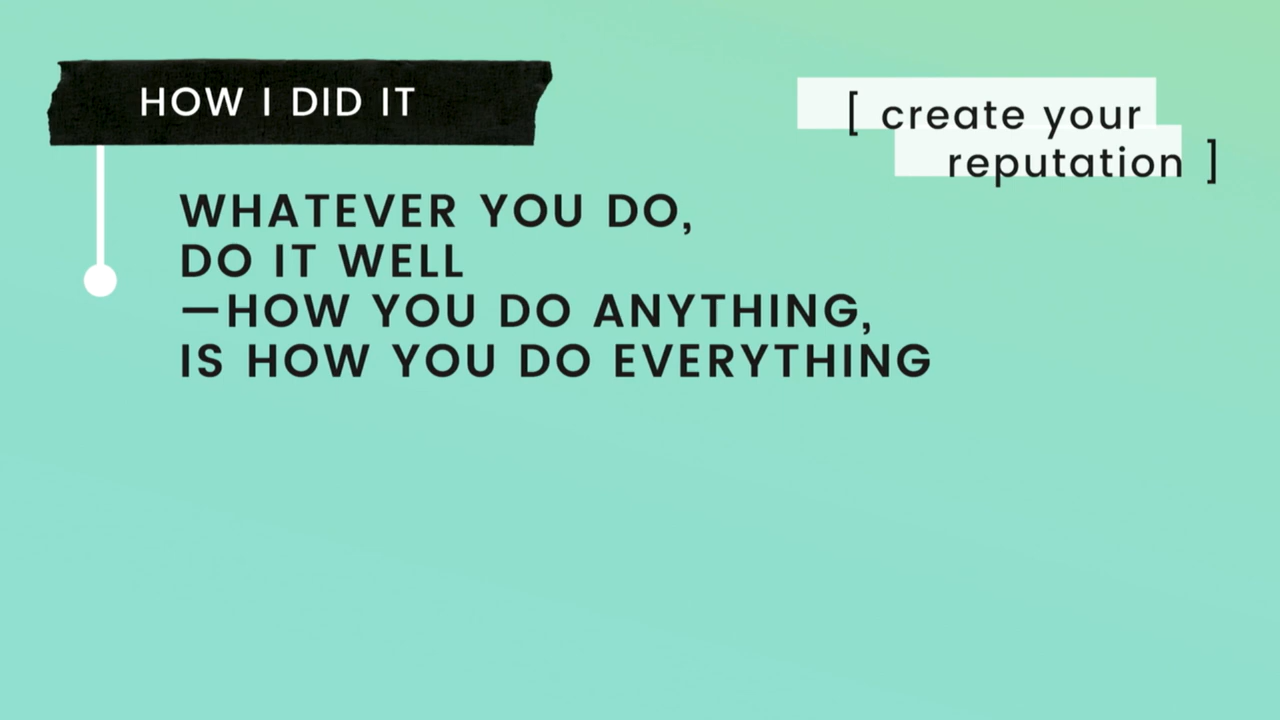 HOW I DID IT
[ create your
reputation ]
WHATEVER YOU DO,
DO IT WELL
—HOW YOU DO ANYTHING,
IS HOW YOU DO EVERYTHING